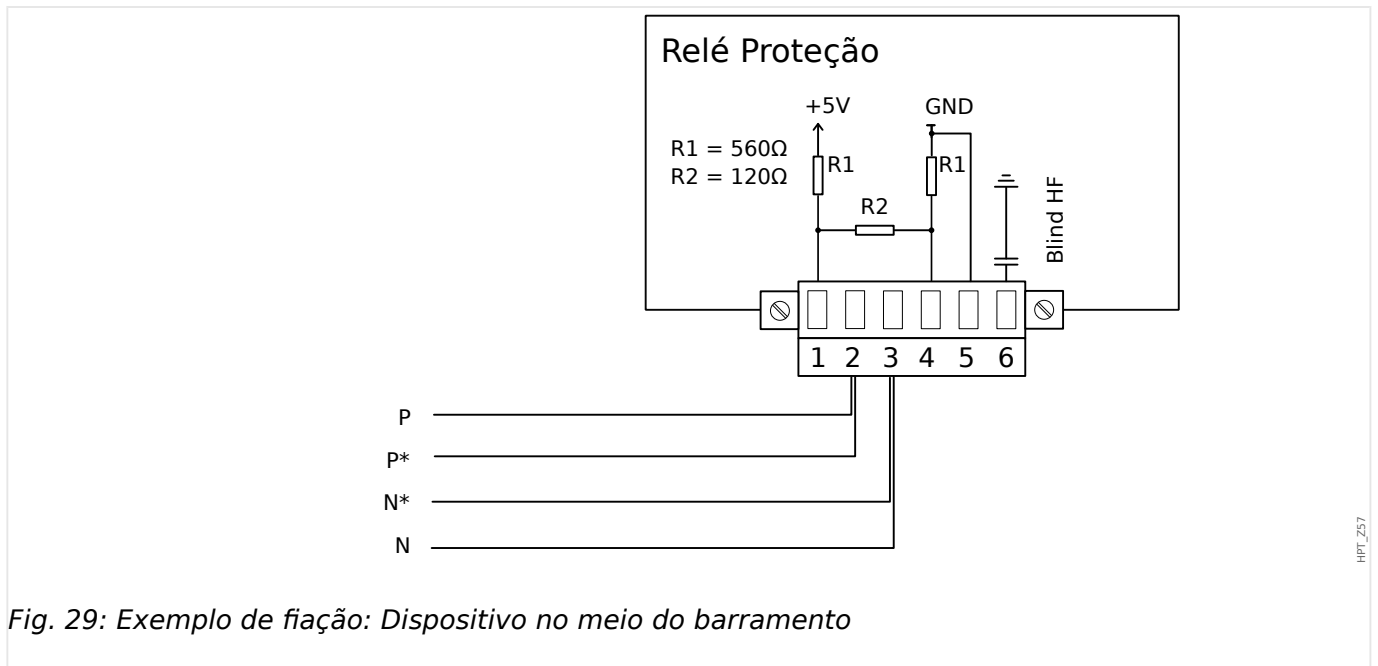 Relé Proteção
+5V GND
R1 = 560Ω
R2 = 120Ω
R1 R1
R2
Blind HF
1 2 3 4 5 6
P
P*
N*
N
HPT_Z57
Fig. 29: Exemplo de fiação: Dispositivo no meio do barramento